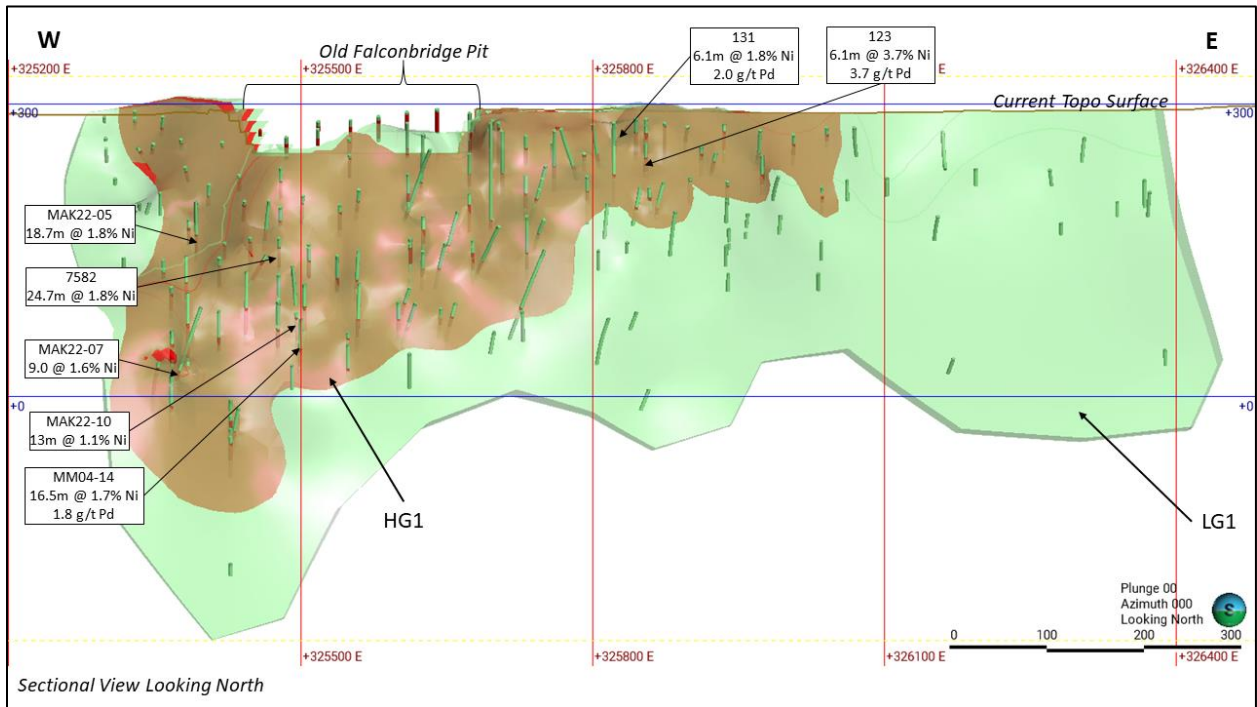 W
Old Falconbridge Pit
131
6.1m @ 1.8% Ni
2.0 g/t Pd
123
6.1m @ 3.7% Ni
3.7 g/t Pd
E
+325200 E
+325500 E
+325800 E
E
+326400 E
+300
Current Topo Surface
+300
MAK22-05
18.7m @ 1.8% Ni
7582
24.7m @ 1.8% Ni
MAK22-07
9.0 @ 1.6% Ni
+0
+0
MAK22-10
13m @ 1.1% Ni
MM04-14
16.5m @ 1.7% Ni
1.8 g/t Pd
HG1
LG1
Plunge 00
Azimuth 000
Looking North
S
0 100 200 300
+325500 E
+325800 E
+326100 E
+326400 E
Sectional View Looking North